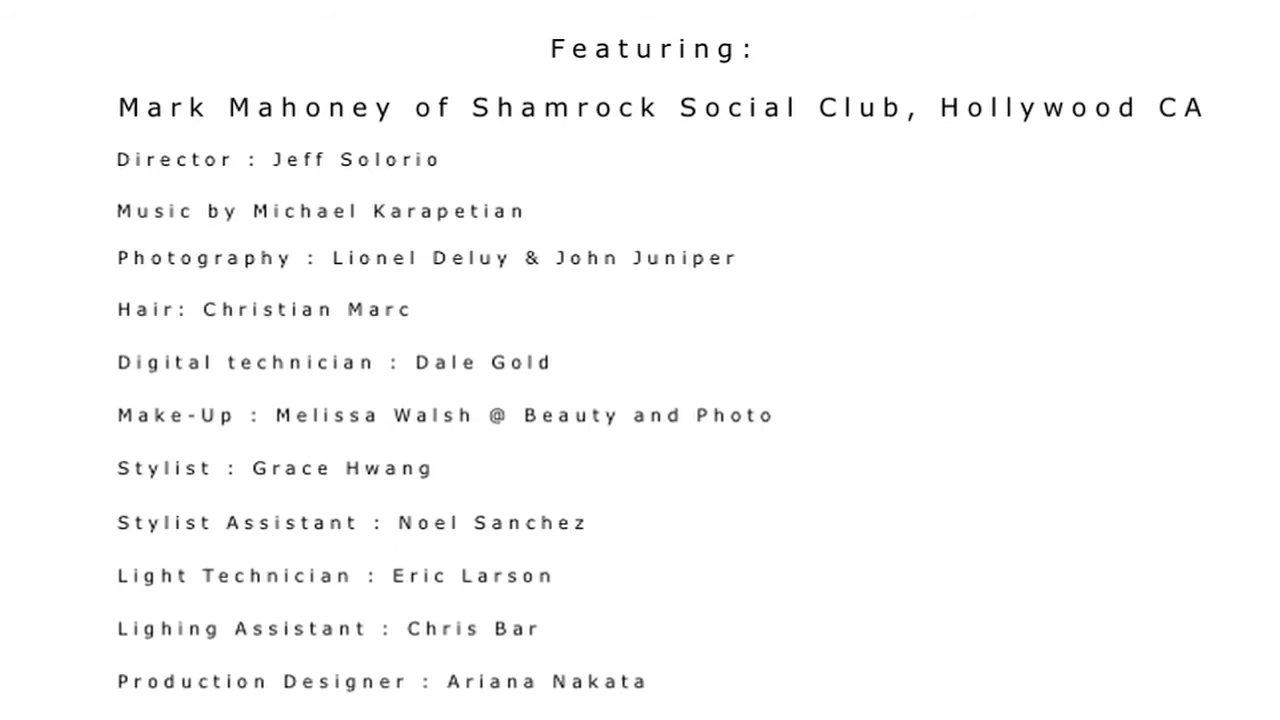 Featuring:
Mark Mahoney of Shamrock Social Club, Hollywood CA
Director : Jeff Solorio
Music by Michael Karapetian
Photography : Lionel Deluy & John Juniper
Hair: Christian Marc
Digital technician : Dale Gold
Make-Up : Melissa Walsh @ Beauty and Photo
Stylist : Grace Hwang
Stylist Assistant : Noel Sanchez
Light Technician : Eric Larson
Lighing Assistant : Chris Bar
Production Designer : Ariana Nakata